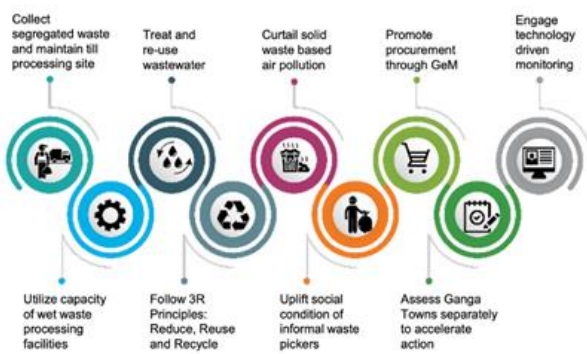 Collect
segregated waste
and maintain till
processing site
Treat and
re-use
wastewater
Curtail solid
waste based
air pollution
Promote
procurement
through GeM
Engage
technology
driven
monitoring
Utilize capacity
of wet waste
processing
facilities
Follow 3R
Principles:
Reduce, Reuse
and Recycle
Uplift social
condition of
informal waste
pickers
Assess Ganga
Towns separately
to accelerate
action